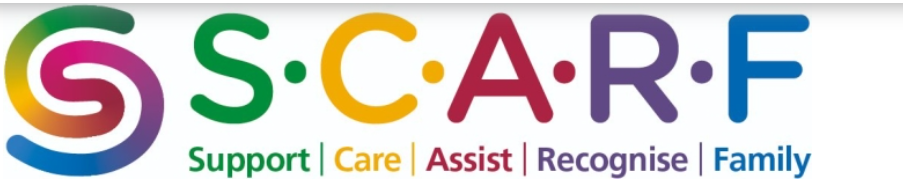 S·C·A·R·F
Support | Care | Assist | Recognise | Family